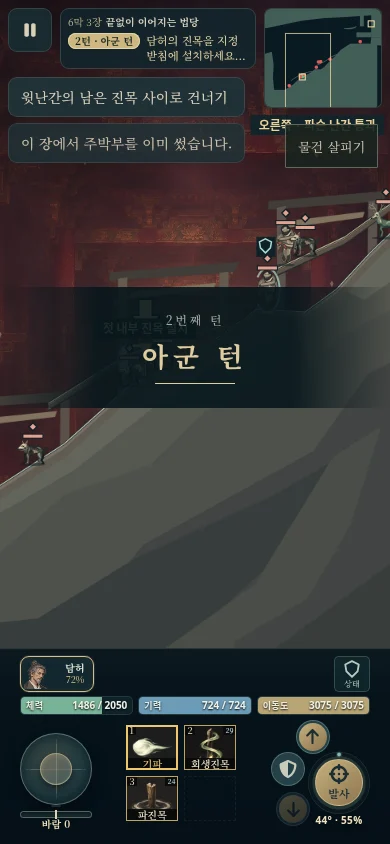 6막 3장 끝없이 이어지는 법당
2턴·아군 턴 담허의 진목을 지정
받침에 설치하세요...
윗난간의 남은 진목 사이로 건너기
이 장에서 주박부를 이미 썼습니다.
물건 살피기
2번째 턴
아군 턴
담허
72%
상태
체력 1486 / 2050
기력 724 / 724
이동도 3075 / 3075
1
기파
2 29
회생진목
3 24
파진목
발사
바람 0
44° · 55%